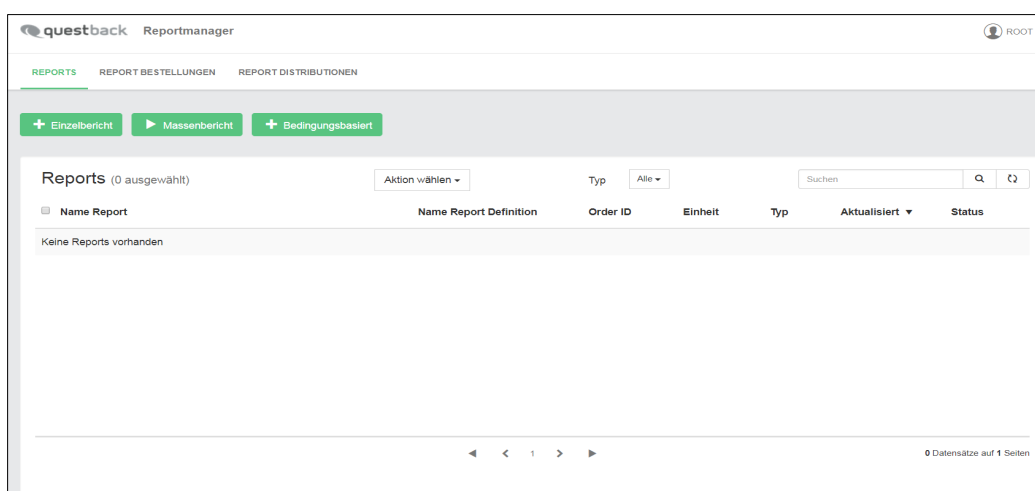 questback Reportmanager ROOT
REPORTS REPORT BESTELLUNGEN REPORT DISTRIBUTIONEN
Einzelbericht Massenbericht Bedingungsbasiert
Reports (0 ausgewählt) Aktion wählen Typ Alle Suchen
Name Report Name Report Definition Order ID Einheit Typ Aktualisiert Status
Keine Reports vorhanden
1 0 Datensätze auf 1 Seiten